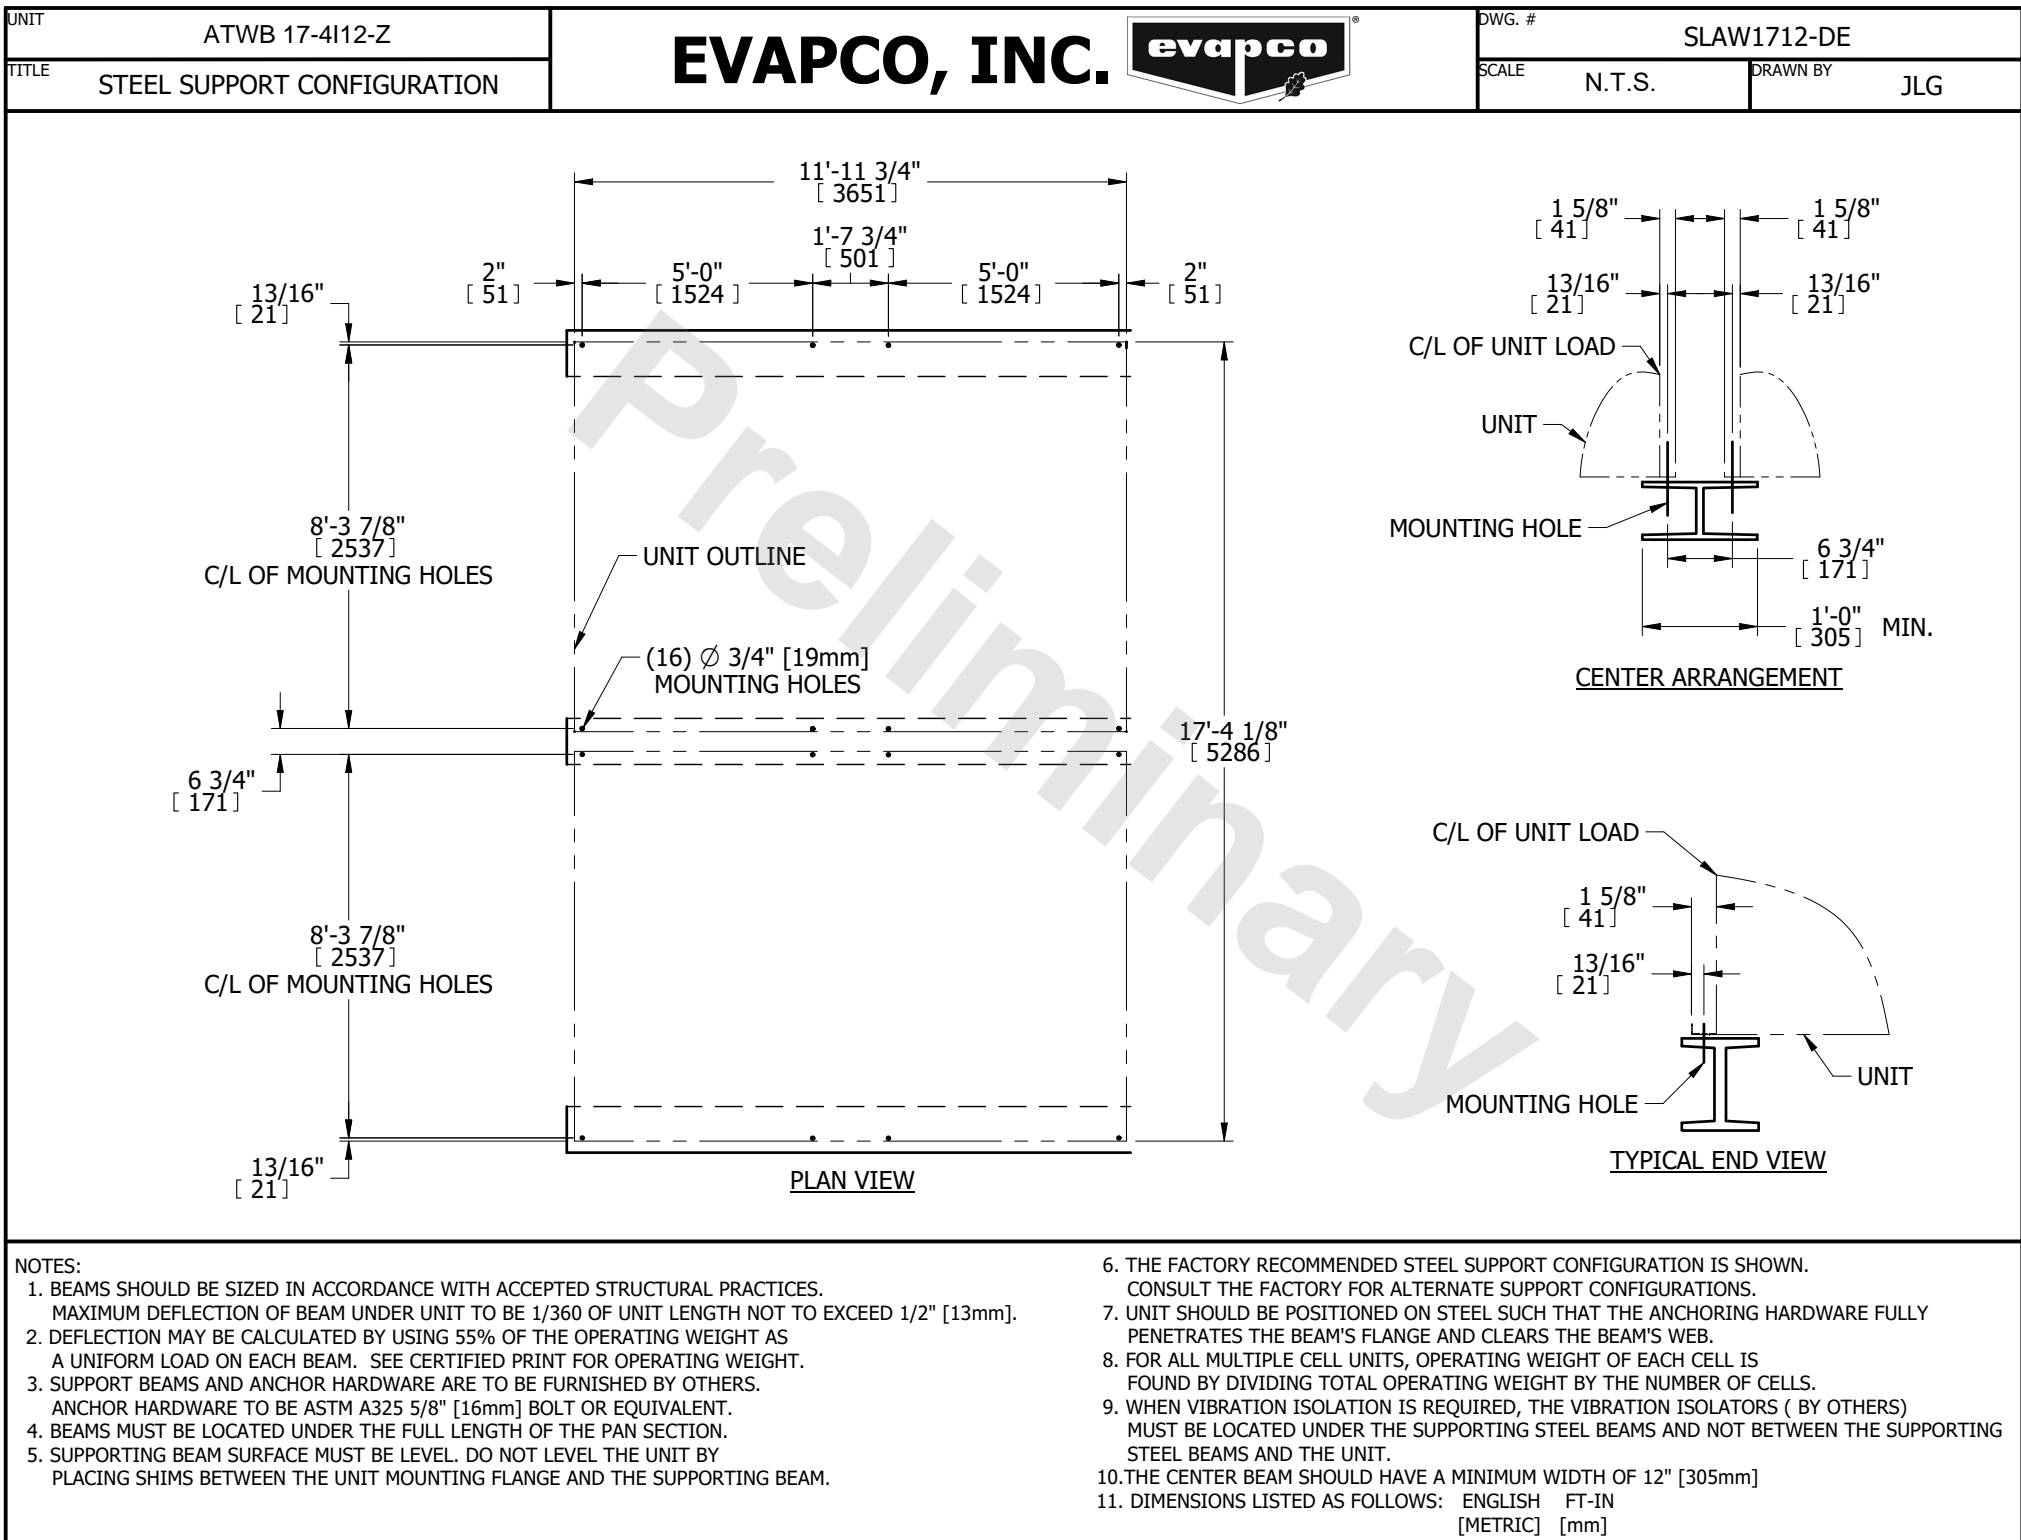 UNIT
ATWB 17-4I12-Z
TITLE
STEEL SUPPORT CONFIGURATION
EVAPCO, INC.
evapco
®
DWG. #
SLAW1712-DE
SCALE
N.T.S.
DRAWN BY
JLG
11'-11 3/4"
[ 3651 ]
1'-7 3/4"
[ 501 ]
2"
[ 51 ]
5'-0"
[ 1524 ]
5'-0"
[ 1524 ]
2"
[ 51 ]
13/16"
[ 21 ]
8'-3 7/8"
[ 2537 ]
C/L OF MOUNTING HOLES
UNIT OUTLINE
(16) ∅ 3/4" [19mm]
MOUNTING HOLES
6 3/4"
[ 171 ]
17'-4 1/8"
[ 5286 ]
8'-3 7/8"
[ 2537 ]
C/L OF MOUNTING HOLES
13/16"
[ 21 ]
PLAN VIEW
Preliminary
1 5/8"
[ 41 ]
1 5/8"
[ 41 ]
13/16"
[ 21 ]
13/16"
[ 21 ]
C/L OF UNIT LOAD
UNIT
MOUNTING HOLE
6 3/4"
[ 171 ]
1'-0"
[ 305 ] MIN.
CENTER ARRANGEMENT
C/L OF UNIT LOAD
1 5/8"
[ 41 ]
13/16"
[ 21 ]
UNIT
MOUNTING HOLE
TYPICAL END VIEW
NOTES:
1. BEAMS SHOULD BE SIZED IN ACCORDANCE WITH ACCEPTED STRUCTURAL PRACTICES.
MAXIMUM DEFLECTION OF BEAM UNDER UNIT TO BE 1/360 OF UNIT LENGTH NOT TO EXCEED 1/2" [13mm].
2. DEFLECTION MAY BE CALCULATED BY USING 55% OF THE OPERATING WEIGHT AS
A UNIFORM LOAD ON EACH BEAM. SEE CERTIFIED PRINT FOR OPERATING WEIGHT.
3. SUPPORT BEAMS AND ANCHOR HARDWARE ARE TO BE FURNISHED BY OTHERS.
ANCHOR HARDWARE TO BE ASTM A325 5/8" [16mm] BOLT OR EQUIVALENT.
4. BEAMS MUST BE LOCATED UNDER THE FULL LENGTH OF THE PAN SECTION.
5. SUPPORTING BEAM SURFACE MUST BE LEVEL. DO NOT LEVEL THE UNIT BY
PLACING SHIMS BETWEEN THE UNIT MOUNTING FLANGE AND THE SUPPORTING BEAM.
6. THE FACTORY RECOMMENDED STEEL SUPPORT CONFIGURATION IS SHOWN.
CONSULT THE FACTORY FOR ALTERNATE SUPPORT CONFIGURATIONS.
7. UNIT SHOULD BE POSITIONED ON STEEL SUCH THAT THE ANCHORING HARDWARE FULLY
PENETRATES THE BEAM'S FLANGE AND CLEARS THE BEAM'S WEB.
8. FOR ALL MULTIPLE CELL UNITS, OPERATING WEIGHT OF EACH CELL IS
FOUND BY DIVIDING TOTAL OPERATING WEIGHT BY THE NUMBER OF CELLS.
9. WHEN VIBRATION ISOLATION IS REQUIRED, THE VIBRATION ISOLATORS ( BY OTHERS)
MUST BE LOCATED UNDER THE SUPPORTING STEEL BEAMS AND NOT BETWEEN THE SUPPORTING
STEEL BEAMS AND THE UNIT.
10.THE CENTER BEAM SHOULD HAVE A MINIMUM WIDTH OF 12" [305mm]
11. DIMENSIONS LISTED AS FOLLOWS: ENGLISH FT-IN
[METRIC] [mm]